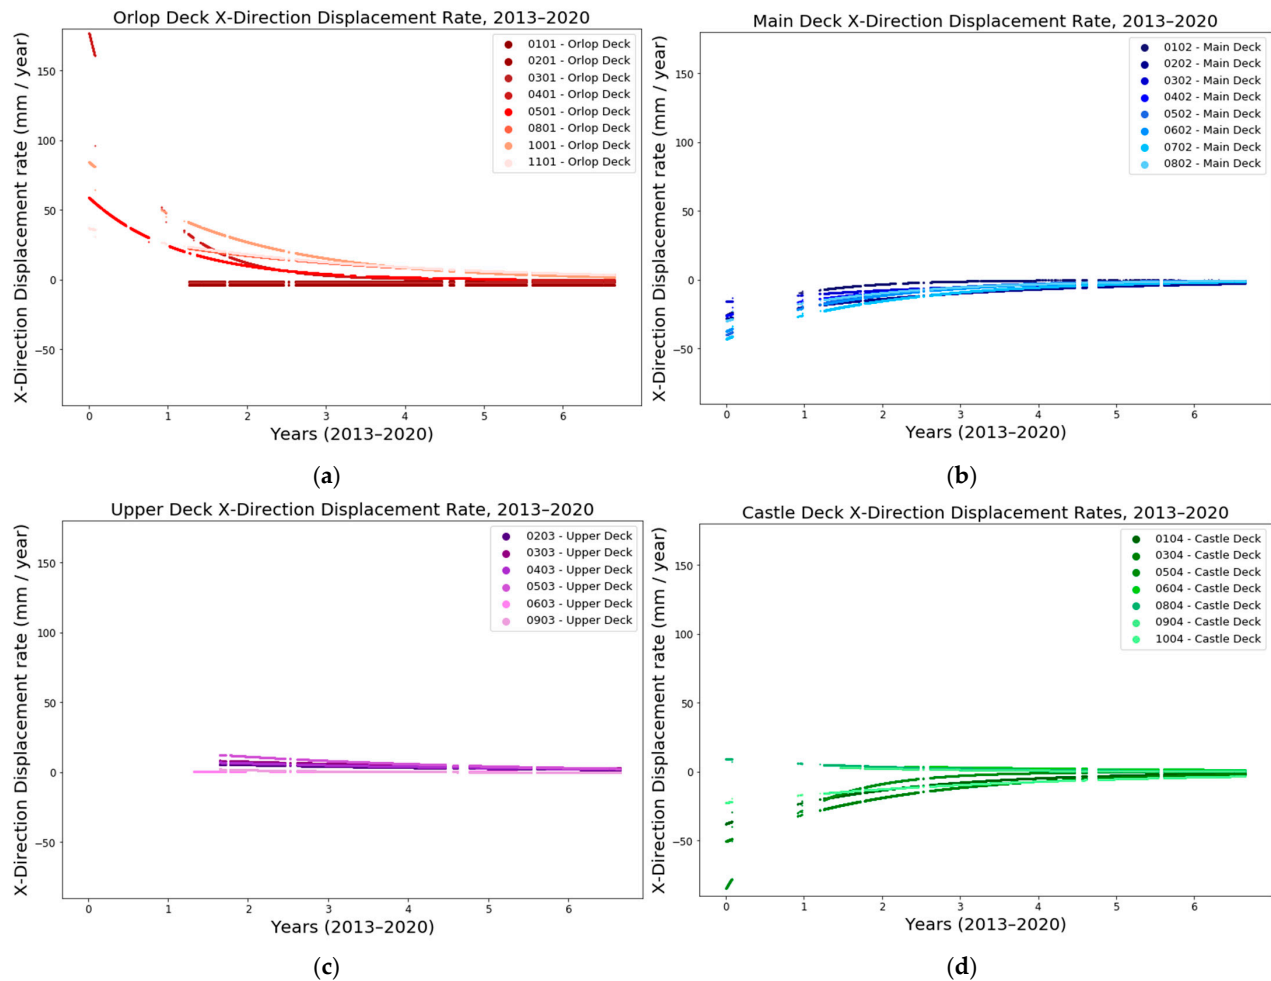 Orlop Deck X-Direction Displacement Rate, 2013–2020
X-Direction Displacement rate (mm / year)
150
100
50
0
−50
0 1 2 3 4 5 6
Years (2013–2020)
0101 - Orlop Deck
0201 - Orlop Deck
0301 - Orlop Deck
0401 - Orlop Deck
0501 - Orlop Deck
0801 - Orlop Deck
1001 - Orlop Deck
1101 - Orlop Deck
(a)
Main Deck X-Direction Displacement Rate, 2013–2020
X-Direction Displacement rate (mm / year)
150
100
50
0
−50
0 1 2 3 4 5 6
Years (2013–2020)
0102 - Main Deck
0202 - Main Deck
0302 - Main Deck
0402 - Main Deck
0502 - Main Deck
0602 - Main Deck
0702 - Main Deck
0802 - Main Deck
(b)
Upper Deck X-Direction Displacement Rate, 2013–2020
X-Direction Displacement rate (mm / year)
150
100
50
0
−50
0 1 2 3 4 5 6
Years (2013–2020)
0203 - Upper Deck
0303 - Upper Deck
0403 - Upper Deck
0503 - Upper Deck
0603 - Upper Deck
0903 - Upper Deck
(c)
Castle Deck X-Direction Displacement Rates, 2013–2020
X-Direction Displacement rate (mm / year)
150
100
50
0
−50
0 1 2 3 4 5 6
Years (2013–2020)
0104 - Castle Deck
0304 - Castle Deck
0504 - Castle Deck
0604 - Castle Deck
0804 - Castle Deck
0904 - Castle Deck
1004 - Castle Deck
(d)